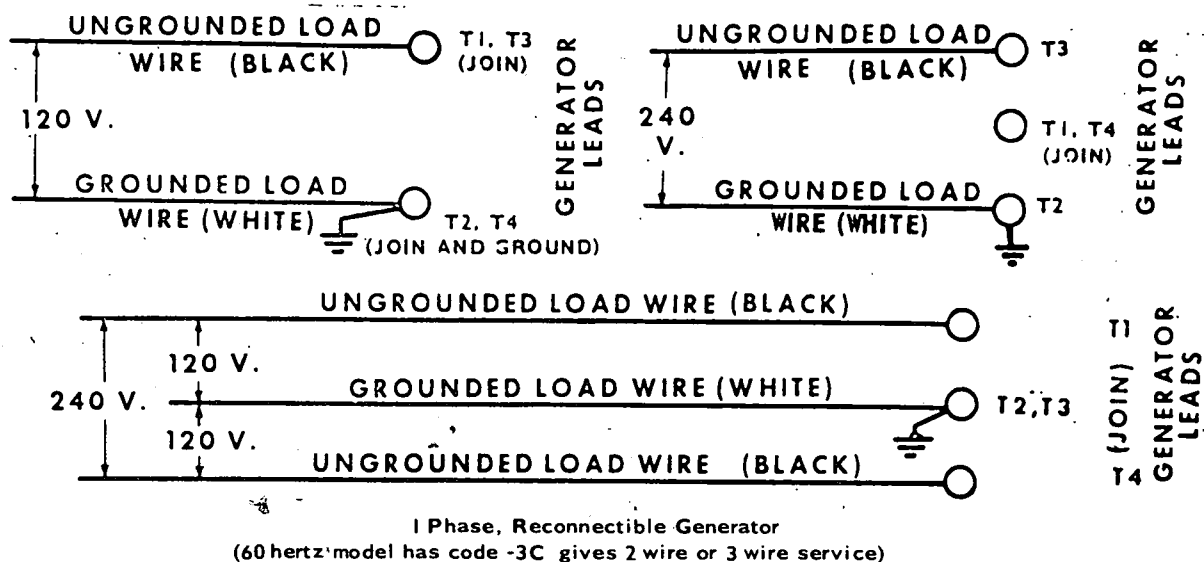 UNGROUNDED LOAD
WIRE (BLACK)
T1, T3
(JOIN)
120 V.
GROUNDED LOAD
WIRE (WHITE)
T2, T4
(JOIN AND GROUND)
GENERATOR
LEADS
UNGROUNDED LOAD
WIRE (BLACK)
T3
240
V.
T1, T4
(JOIN)
GROUNDED LOAD
WIRE (WHITE)
T2
GENERATOR
LEADS
UNGROUNDED LOAD WIRE (BLACK)
T1
120 V.
240 V.
GROUNDED LOAD WIRE (WHITE)
T2,T3
120 V.
UNGROUNDED LOAD WIRE (BLACK)
T4
(JOIN)
GENERATOR
LEADS
1 Phase, Reconnectible Generator
(60 hertz model has code -3C gives 2 wire or 3 wire service)